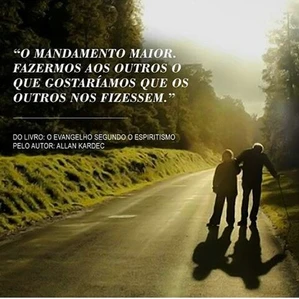 “O MANDAMENTO MAIOR.
FAZERMOS AOS OUTROS O
QUE GOSTARÍAMOS QUE OS
OUTROS NOS FIZESSEM.”
DO LIVRO: O EVANGELHO SEGUNDO O ESPIRITISMO
PELO AUTOR: ALLAN KARDEC